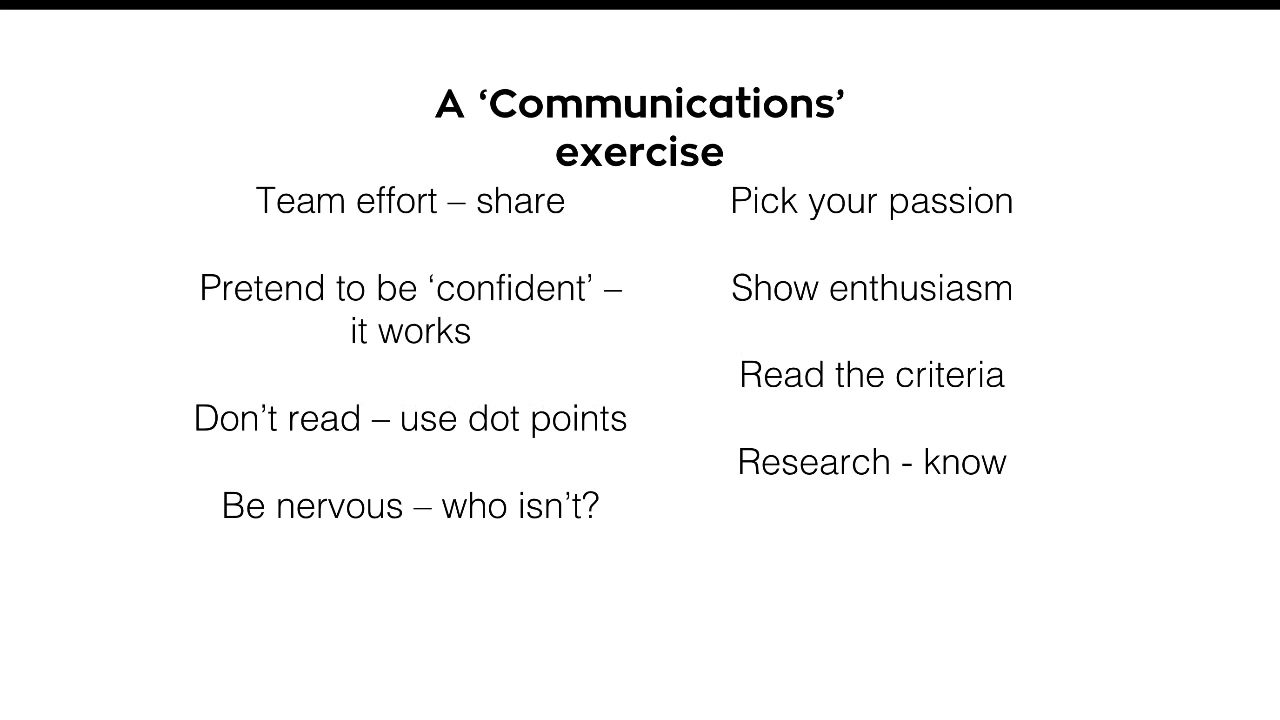 A ‘Communications’
exercise
Team effort – share
Pretend to be ‘confident’ –
it works
Don’t read – use dot points
Be nervous – who isn’t?
Pick your passion
Show enthusiasm
Read the criteria
Research - know